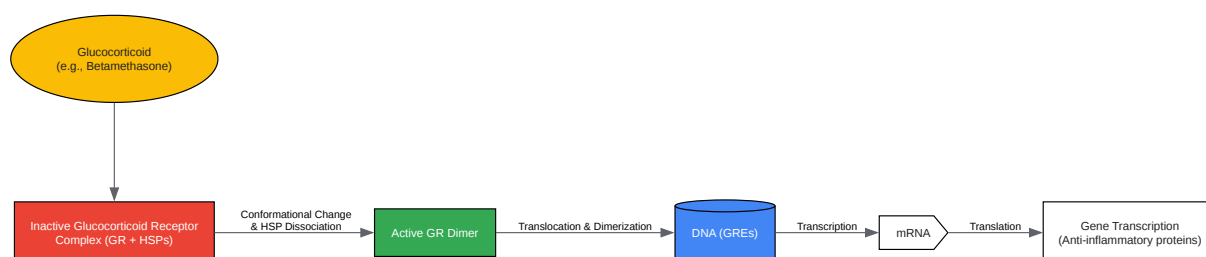 Glucocorticoid
(e.g., Betamethasone)
Inactive Glucocorticoid Receptor
Complex (GR + HSPs)
Conformational Change
& HSP Dissociation
Active GR Dimer
Translocation & Dimerization
DNA (GREs)
Transcription
mRNA
Translation
Gene Transcription
(Anti-inflammatory proteins)